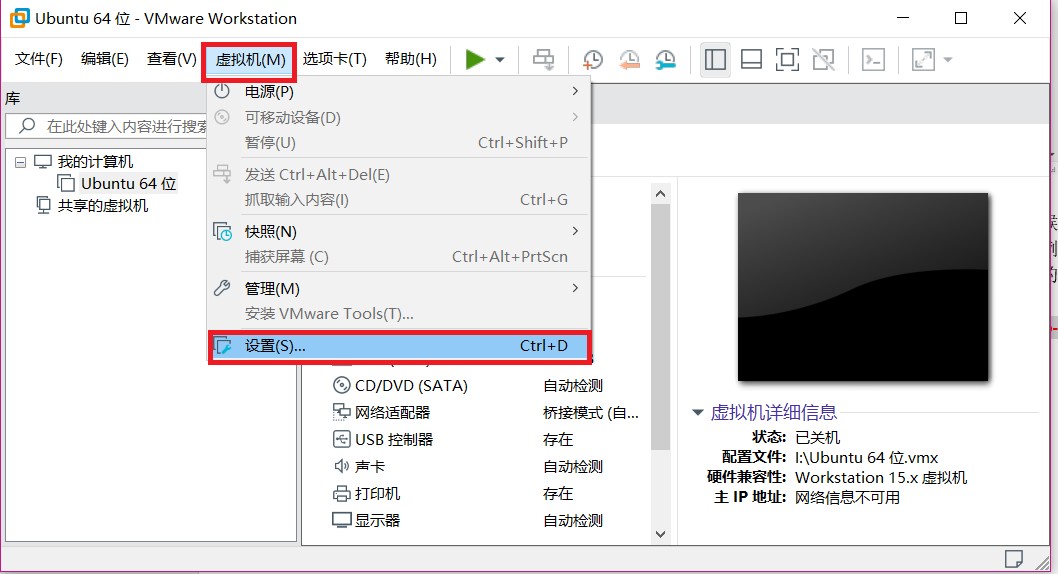 Ubuntu 64 位 - VMware Workstation
文件(F) 编辑(E) 查看(V) 虚拟机(M) 选项卡(T) 帮助(H)
库
在此处键入内容进行搜索
我的计算机
Ubuntu 64 位
共享的虚拟机
电源(P)
可移动设备(D)
暂停(U) Ctrl+Shift+P
发送 Ctrl+Alt+Del(E)
抓取输入内容(I) Ctrl+G
快照(N)
捕获屏幕 (C) Ctrl+Alt+PrtScn
管理(M)
安装 VMware Tools(T)...
设置(S)... Ctrl+D
CD/DVD (SATA) 自动检测
网络适配器 桥接模式 (自...
USB 控制器 存在
声卡 自动检测
打印机 存在
显示器 自动检测
虚拟机详细信息
状态: 已关机
配置文件: I:\Ubuntu 64 位.vmx
硬件兼容性: Workstation 15.x 虚拟机
主 IP 地址: 网络信息不可用